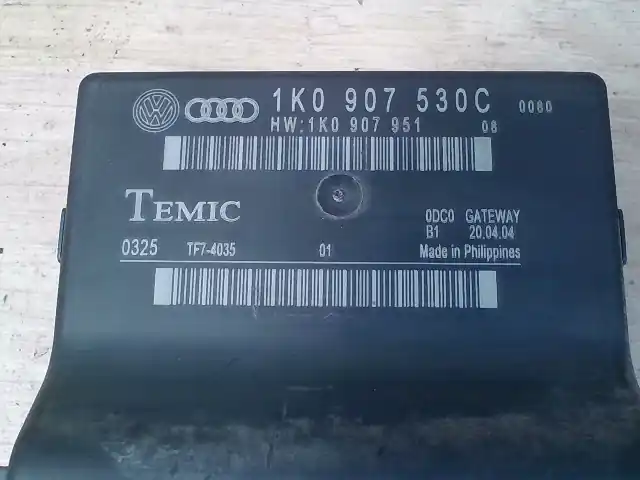 1K0 907 530C 0080
HW:1K0 907 951 08
TEMIC
0DC0 GATEWAY
B1 20.04.04
0325 TF7-4035 01 Made in Philippines